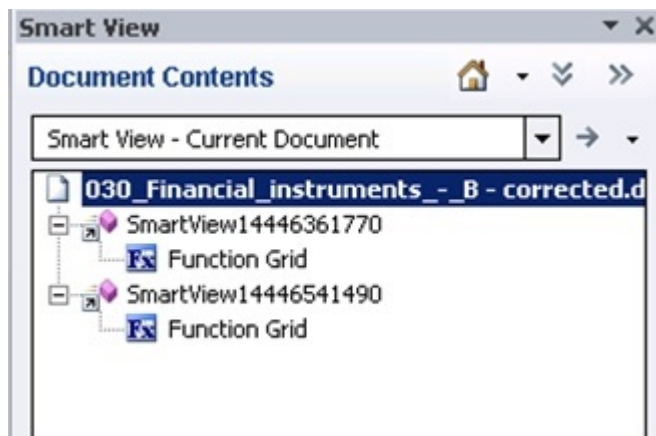 Smart View
Document Contents
Smart View - Current Document
030_Financial_instruments_-_B - corrected.d
SmartView14446361770
Fx Function Grid
SmartView14446541490
Fx Function Grid